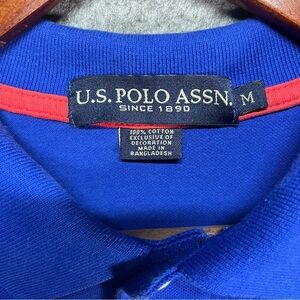 U.S. POLO ASSN. M
SINCE 1890
100% COTTON
EXCLUSIVE OF
DECORATION
MADE IN
BANGLADESH